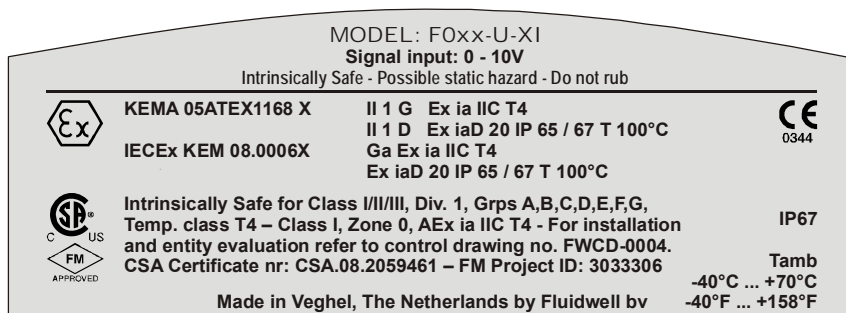 MODEL: F0xx-U-XI
Signal input: 0 - 10V
Intrinsically Safe - Possible static hazard - Do not rub
Ex
KEMA 05ATEX1168 X II 1 G Ex ia IIC T4
II 1 D Ex iaD 20 IP 65 / 67 T 100°C
IECEx KEM 08.0006X Ga Ex ia IIC T4
Ex iaD 20 IP 65 / 67 T 100°C
CE
0344
SA®
C US
FM
APPROVED
Intrinsically Safe for Class I/II/III, Div. 1, Grps A,B,C,D,E,F,G,
Temp. class T4 – Class I, Zone 0, AEx ia IIC T4 - For installation
and entity evaluation refer to control drawing no. FWCD-0004.
CSA Certificate nr: CSA.08.2059461 – FM Project ID: 3033306
IP67
Tamb
-40°C ... +70°C
Made in Veghel, The Netherlands by Fluidwell bv -40°F ... +158°F